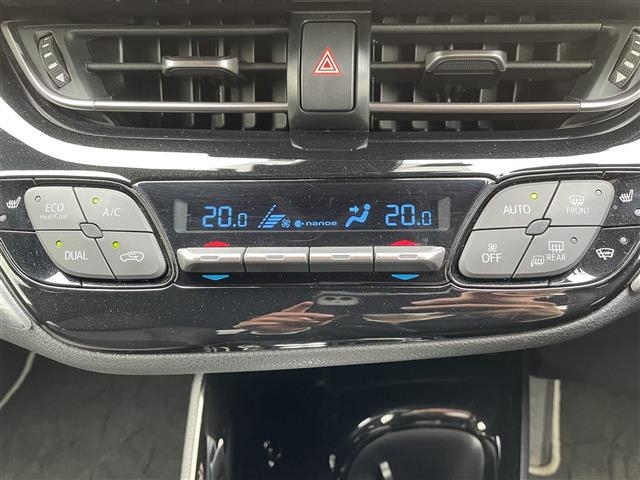 ECO
Heat/Cool
A/C
DUAL
20.0 nanoe 20.0
AUTO
FRONT
OFF
REAR